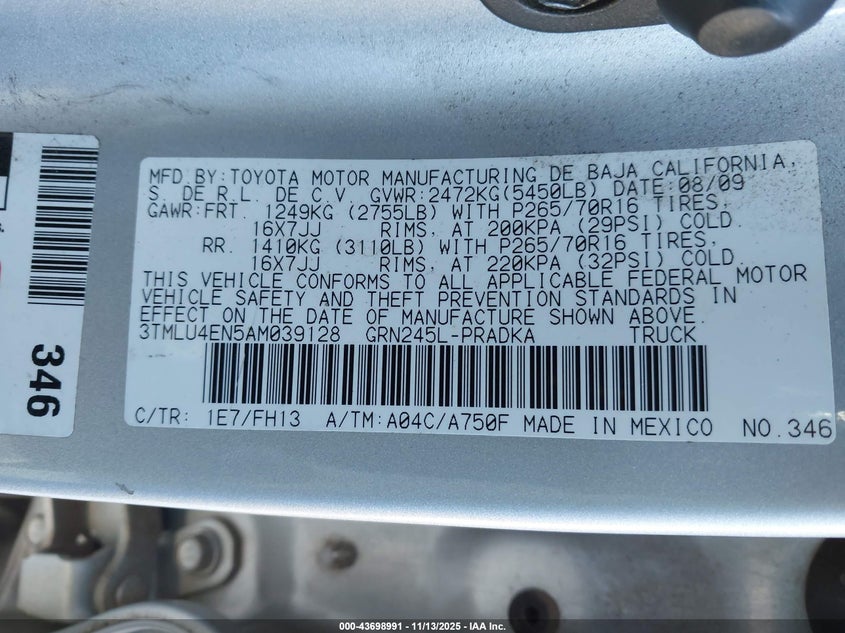 MFD BY:TOYOTA MOTOR MANUFACTURING DE BAJA CALIFORNIA,
S. DE R.L. DE C.V. GVWR:2472KG(5450LB) DATE:08/09
GAWR:FRT. 1249KG (2755LB) WITH P265/70R16 TIRES,
16X7JJ RIMS, AT 200KPA (29PSI) COLD.
RR. 1410KG (3110LB) WITH P265/70R16 TIRES,
16X7JJ RIMS, AT 220KPA (32PSI) COLD.
THIS VEHICLE CONFORMS TO ALL APPLICABLE FEDERAL MOTOR
VEHICLE SAFETY AND THEFT PREVENTION STANDARDS IN
EFFECT ON THE DATE OF MANUFACTURE SHOWN ABOVE.
3TMLU4EN5AM039128 GRN245L-PRADKA TRUCK
C/TR: 1E7/FH13 A/TM:A04C/A750F MADE IN MEXICO NO.346
346
000-43698991 — 11/13/2025 — IAA Inc.